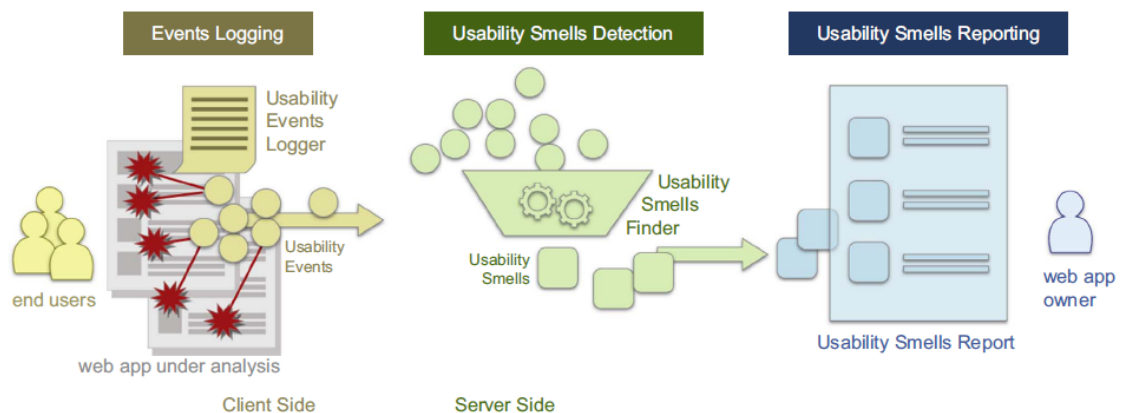 Events Logging
Usability Smells Detection
Usability Smells Reporting
Usability
Events
Logger
Usability
Smells
Finder
Usability
Events
Usability
Smells
end users
web app
owner
web app under analysis
Usability Smells Report
Client Side
Server Side